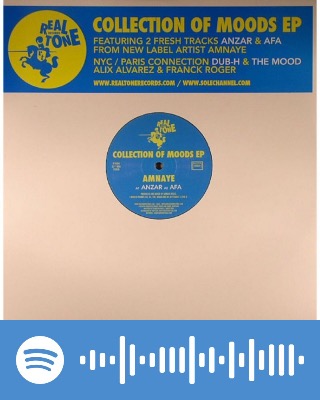 REAL TONE
COLLECTION OF MOODS EP
FEATURING 2 FRESH TRACKS ANZAR & AFA
FROM NEW LABEL ARTIST AMNAYE
NYC / PARIS CONNECTION DUB-H & THE MOOD
ALIX ALVAREZ & FRANCK ROGER
WWW.REALTONERECORDS.COM / WWW.SOLECHANNEL.COM
REAL TONE
COLLECTION OF MOODS EP
AMNAYE
ANZAR
AFA